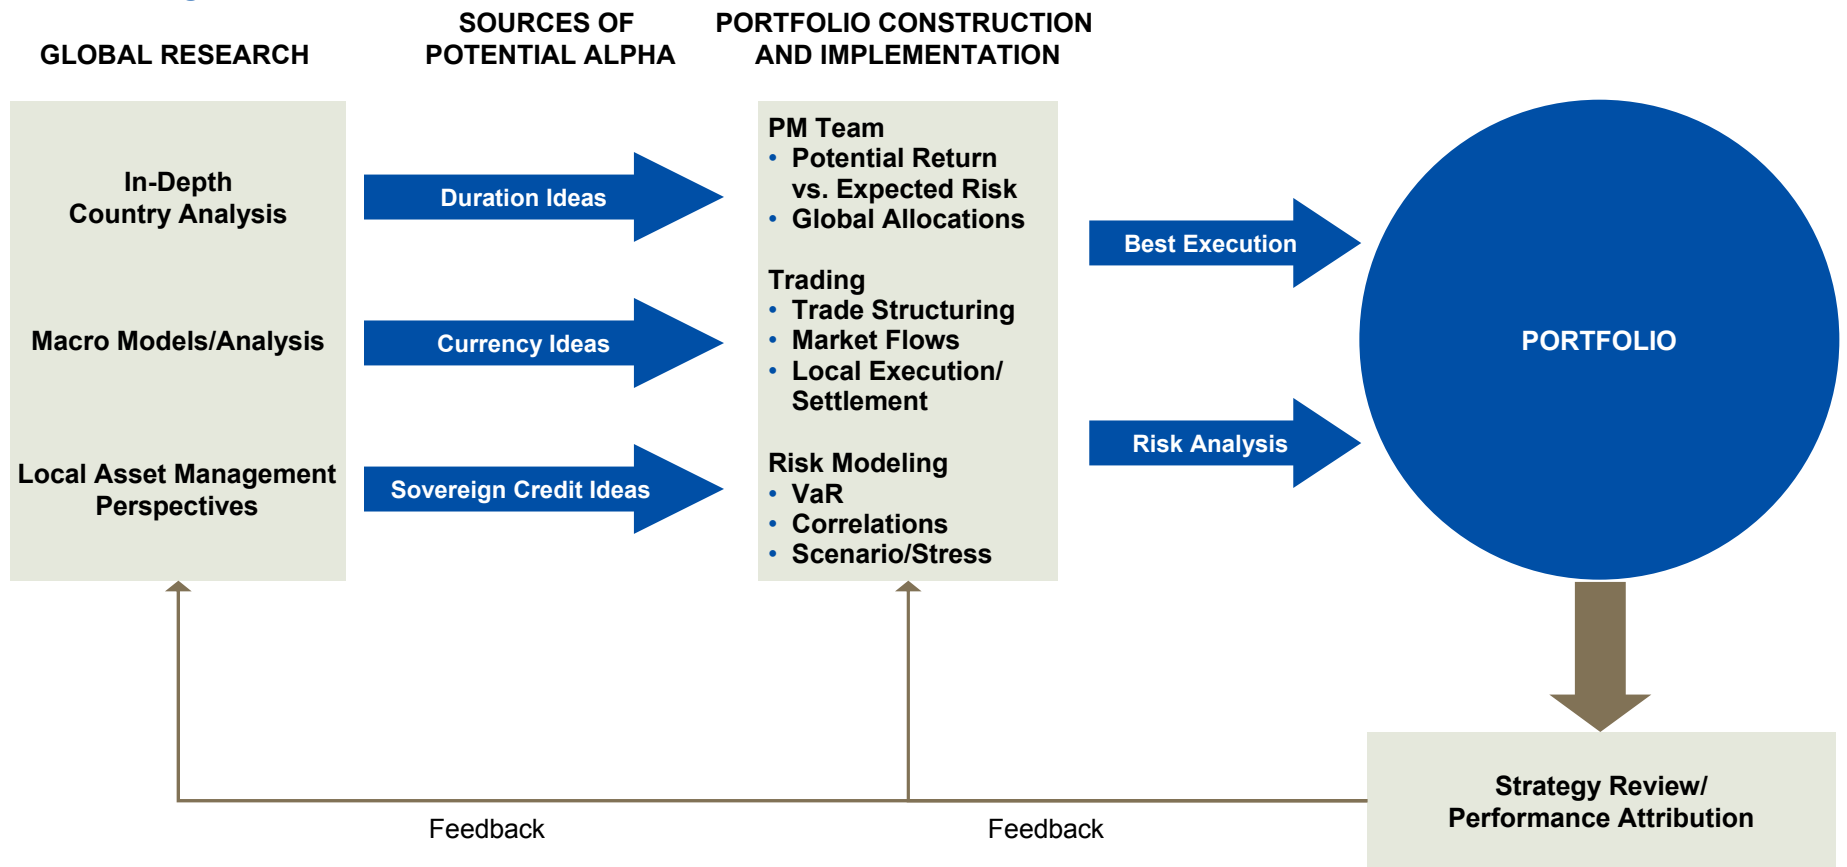 GLOBAL RESEARCH
SOURCES OF
POTENTIAL ALPHA
PORTFOLIO CONSTRUCTION
AND IMPLEMENTATION
In-Depth
Country Analysis
Macro Models/Analysis
Local Asset Management
Perspectives
Duration Ideas
Currency Ideas
Sovereign Credit Ideas
PM Team
• Potential Return
vs. Expected Risk
• Global Allocations
Trading
• Trade Structuring
• Market Flows
• Local Execution/
Settlement
Risk Modeling
• VaR
• Correlations
• Scenario/Stress
Best Execution
Risk Analysis
PORTFOLIO
Strategy Review/
Performance Attribution
Feedback
Feedback